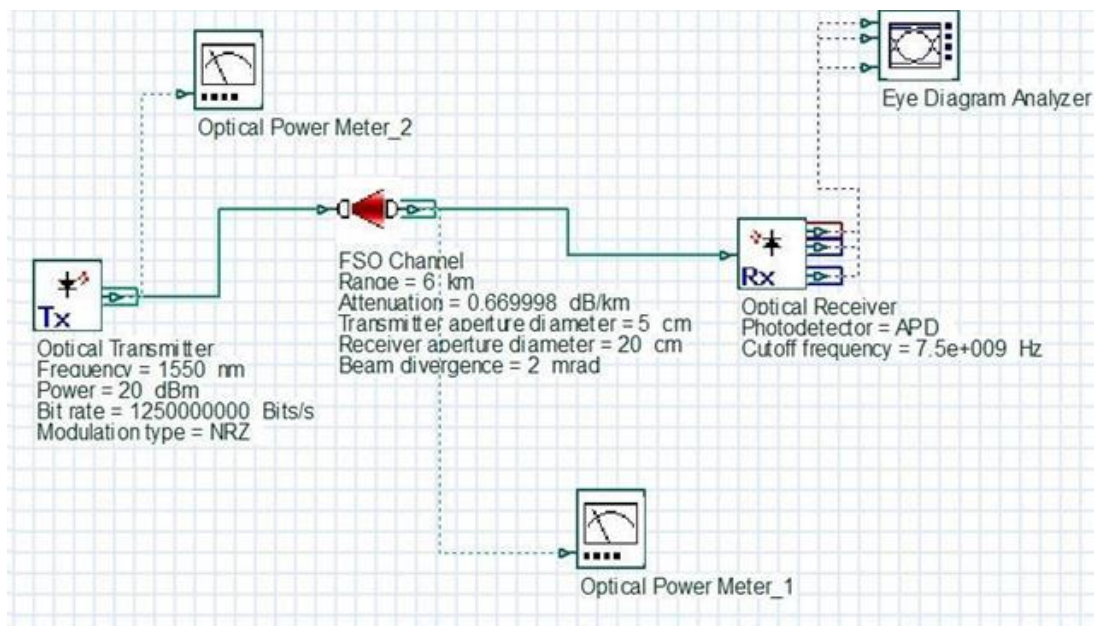 Optical Power Meter_2
Eye Diagram Analyzer
FSO Channel
Range = 6 km
Attenuation = 0.669998 dB/km
Transmitter aperture diameter = 5 cm
Receiver aperture diameter = 20 cm
Beam divergence = 2 mrad
Tx
Optical Transmitter
Frequency = 1550 nm
Power = 20 dBm
Bit rate = 1250000000 Bits/s
Modulation type = NRZ
Rx
Optical Receiver
Photodetector = APD
Cutoff frequency = 7.5e+009 Hz
Optical Power Meter_1